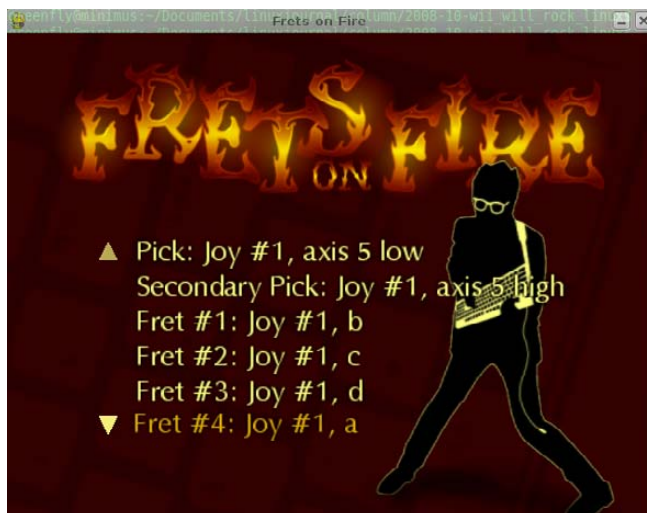 Frets on Fire
FRETS
ON
FIRE
Pick: Joy #1, axis 5 low
Secondary Pick: Joy #1, axis 5 high
Fret #1: Joy #1, b
Fret #2: Joy #1, c
Fret #3: Joy #1, d
Fret #4: Joy #1, a